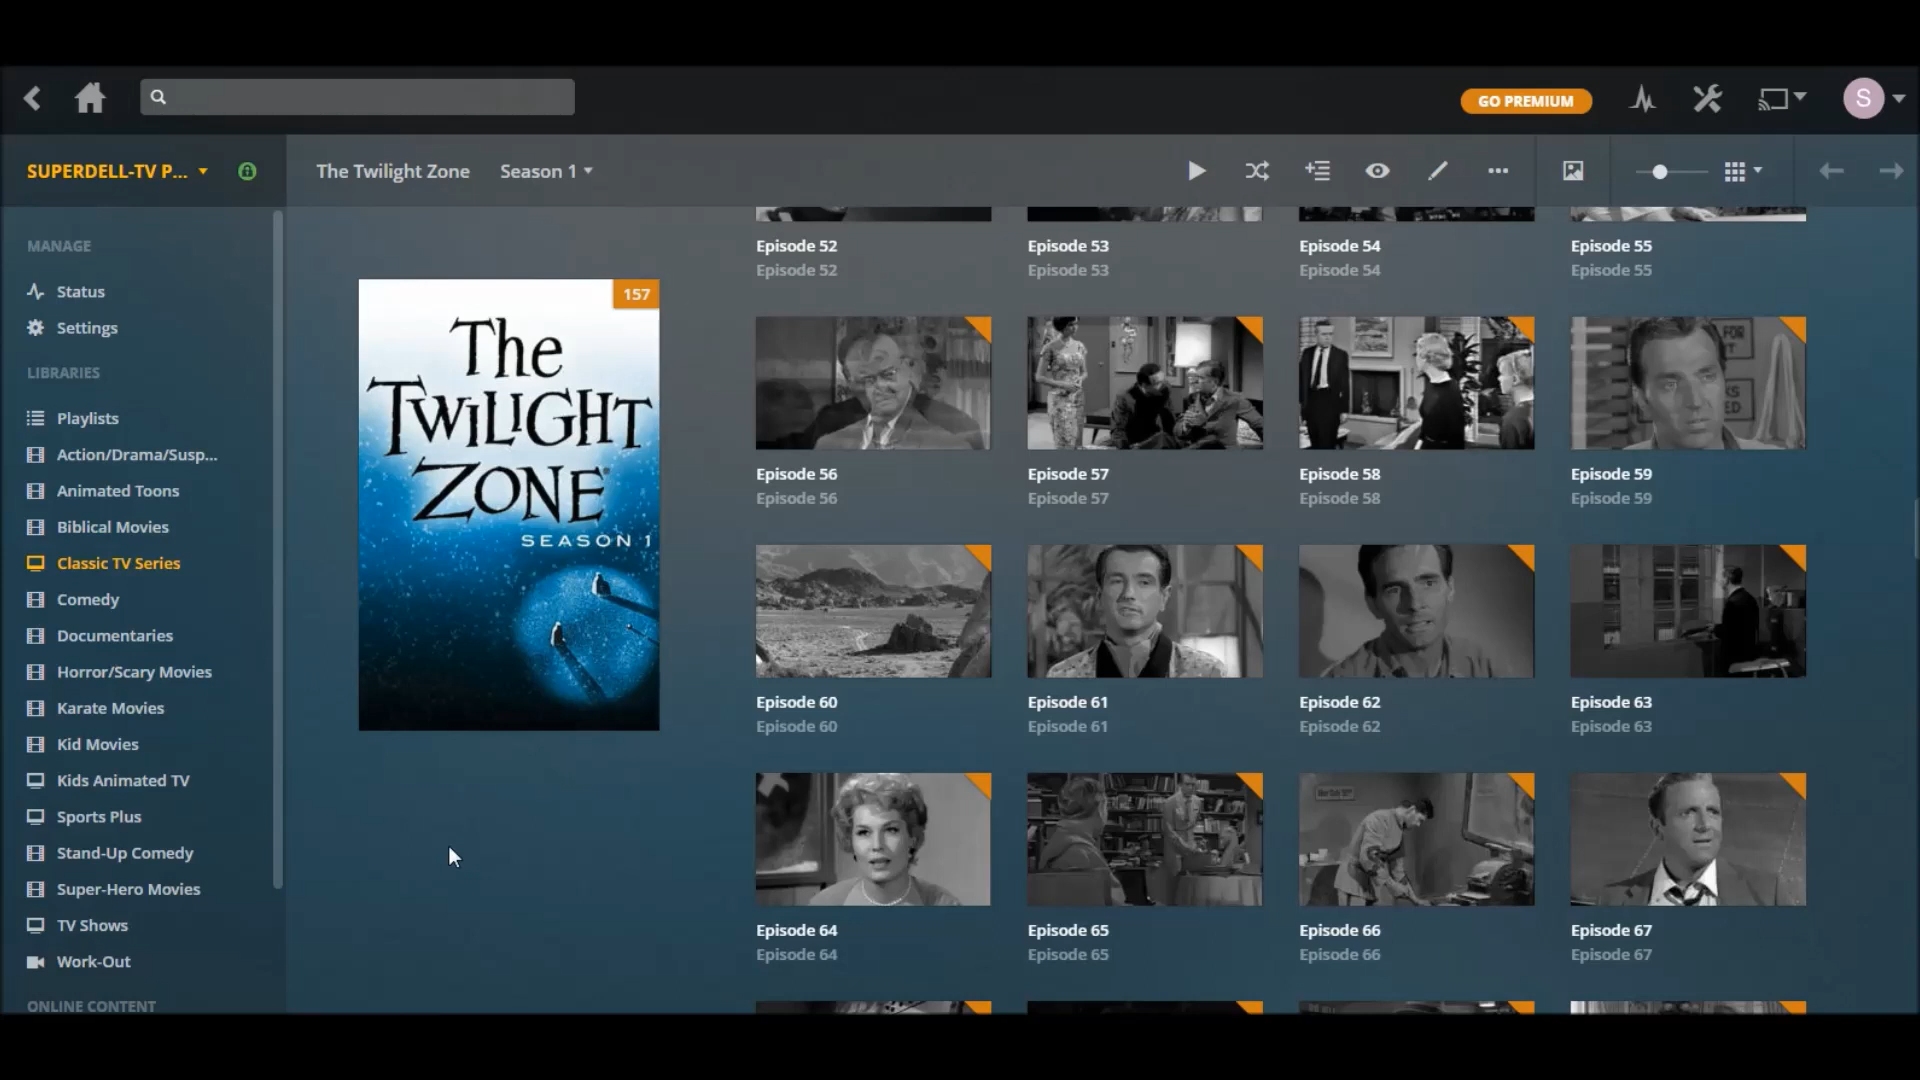 GO PREMIUM
S
SUPERDELL-TV P...
The Twilight Zone
Season 1
MANAGE
Status
Settings
LIBRARIES
Playlists
Action/Drama/Susp...
Animated Toons
Biblical Movies
Classic TV Series
Comedy
Documentaries
Horror/Scary Movies
Karate Movies
Kid Movies
Kids Animated TV
Sports Plus
Stand-Up Comedy
Super-Hero Movies
TV Shows
Work-Out
ONLINE CONTENT
157
The
TWILIGHT
ZONE
SEASON 1
Episode 52
Episode 52
Episode 53
Episode 53
Episode 54
Episode 54
Episode 55
Episode 55
Episode 56
Episode 56
Episode 57
Episode 57
Episode 58
Episode 58
Episode 59
Episode 59
Episode 60
Episode 60
Episode 61
Episode 61
Episode 62
Episode 62
Episode 63
Episode 63
Episode 64
Episode 64
Episode 65
Episode 65
Episode 66
Episode 66
Episode 67
Episode 67